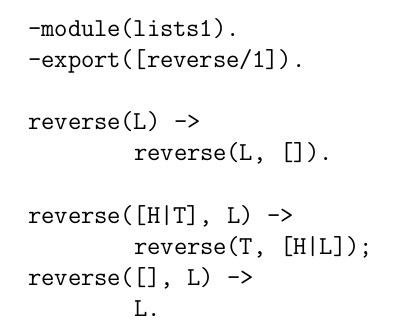 -module(lists1).
-export([reverse/1]).

reverse(L) ->
        reverse(L, []).

reverse([H|T], L) ->
        reverse(T, [H|L]);
reverse([], L) ->
        L.